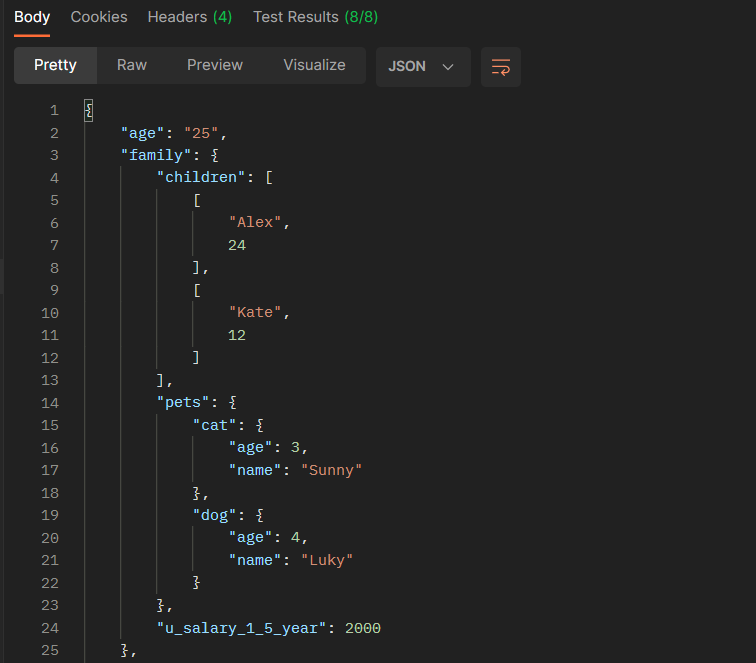 Body Cookies Headers (4) Test Results (8/8)
Pretty Raw Preview Visualize JSON
1 {
2 "age": "25",
3 "family": {
4 "children": [
5 [
6 "Alex",
7 24
8 ],
9 [
10 "Kate",
11 12
12 ]
13 ],
14 "pets": {
15 "cat": {
16 "age": 3,
17 "name": "Sunny"
18 },
19 "dog": {
20 "age": 4,
21 "name": "Luky"
22 }
23 },
24 "u_salary_1_5_year": 2000
25 },